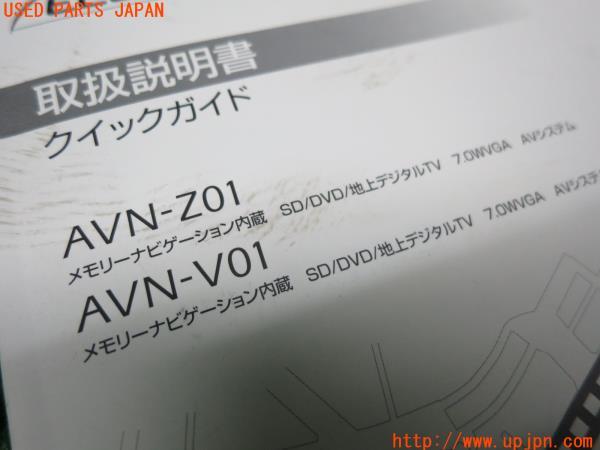 USED PARTS JAPAN
取扱説明書
クイックガイド
AVN-Z01
メモリーナビゲーション内蔵 SD/DVD/地上デジタルTV 7.0WVGA AVシステム
AVN-V01
メモリーナビゲーション内蔵 SD/DVD/地上デジタルTV 7.0WVGA AVシステム
http://www.upjpn.com/